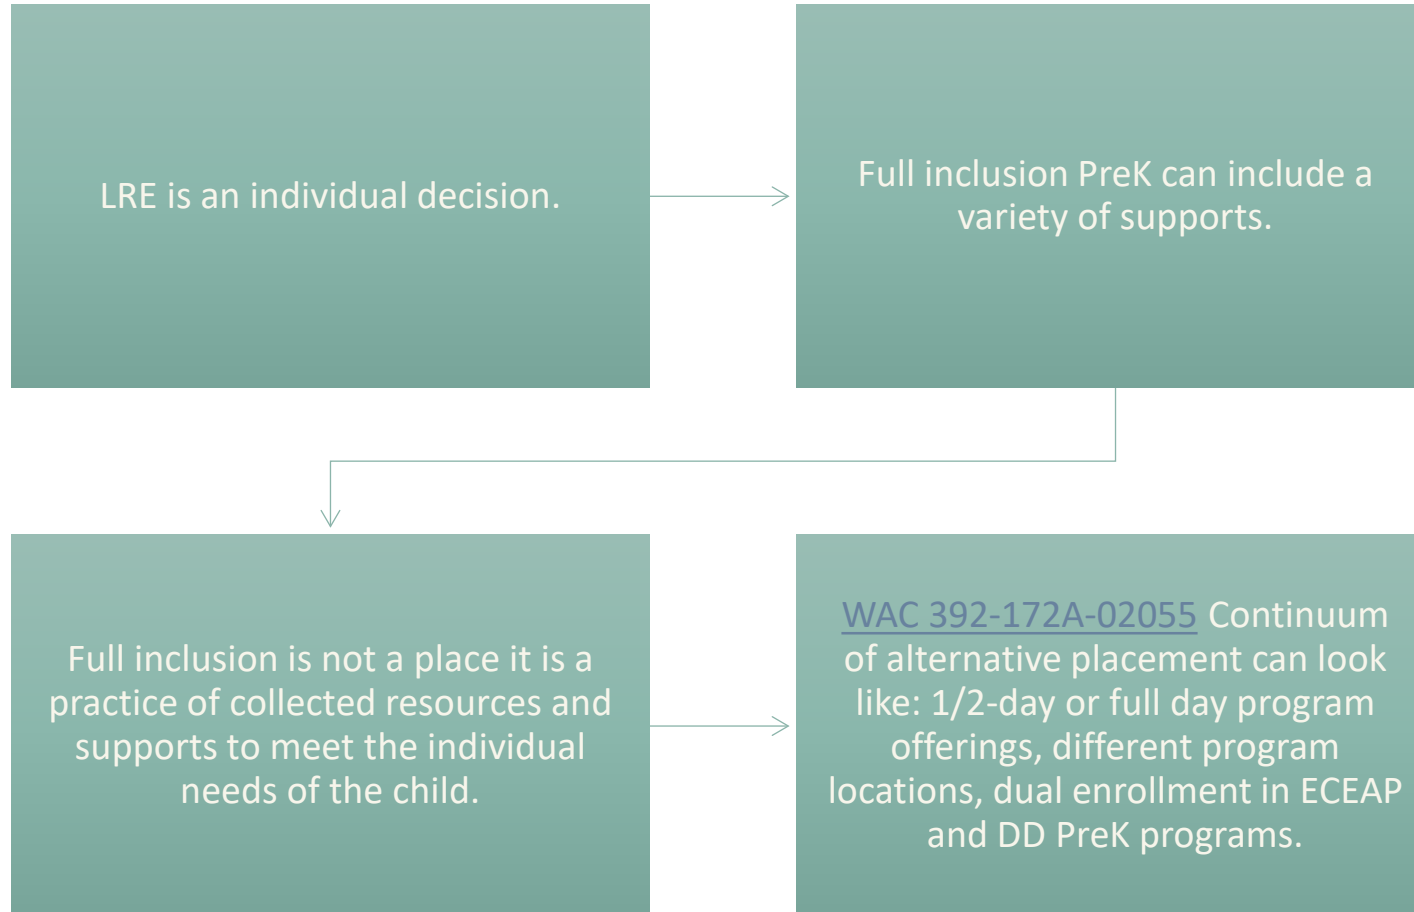 LRE is an individual decision.
Full inclusion PreK can include a
variety of supports.
Full inclusion is not a place it is a
practice of collected resources and
supports to meet the individual
needs of the child.
WAC 392-172A-02055 Continuum
of alternative placement can look
like: 1/2-day or full day program
offerings, different program
locations, dual enrollment in ECEAP
and DD PreK programs.